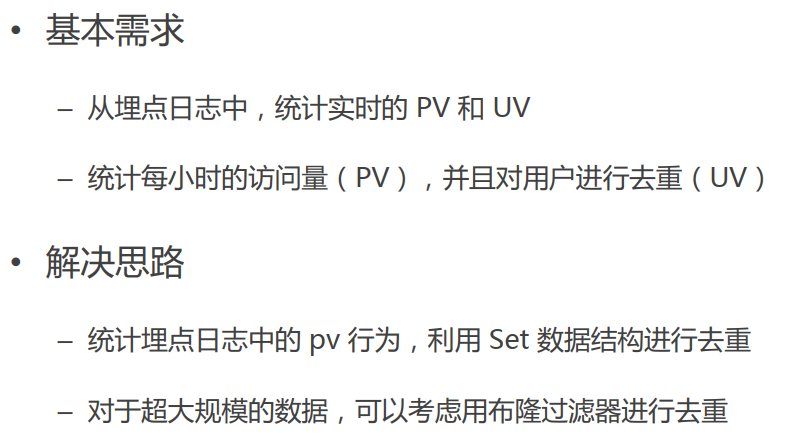 • 基本需求
– 从埋点日志中，统计实时的 PV 和 UV
– 统计每小时的访问量（PV），并且对用户进行去重（UV）
• 解决思路
– 统计埋点日志中的 pv 行为，利用 Set 数据结构进行去重
– 对于超大规模的数据，可以考虑用布隆过滤器进行去重